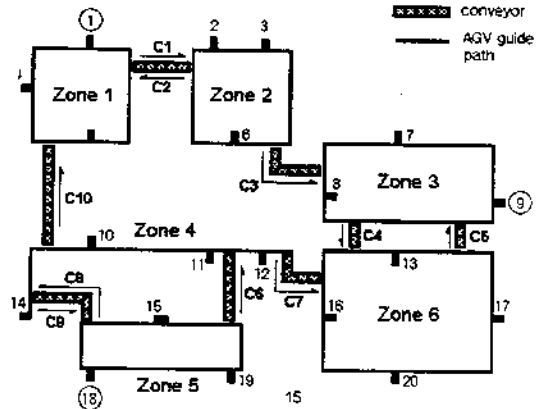 1
conveyor
AGV guide
path
C1
2
3
Zone 1
C2
Zone 2
6
7
C3
8
Zone 3
9
C10
10
Zone 4
C4
C5
11
C6
12
C7
13
C8
14
C9
15
16
Zone 6
17
18
Zone 5
19
15
20